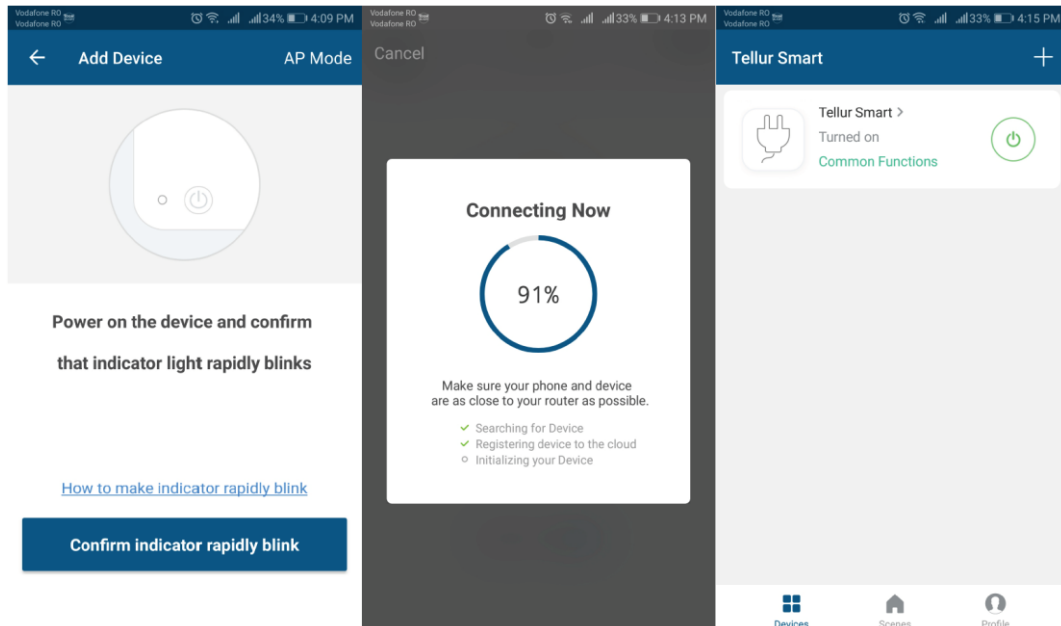 Vodafone RO
Vodafone RO
34% 4:09 PM
Add Device
AP Mode
Power on the device and confirm
that indicator light rapidly blinks
How to make indicator rapidly blink
Confirm indicator rapidly blink
Vodafone RO
Vodafone RO
33% 4:13 PM
Cancel
Connecting Now
91%
Make sure your phone and device
are as close to your router as possible.
Searching for Device
Registering device to the cloud
Initializing your Device
Vodafone RO
Vodafone RO
33% 4:15 PM
Tellur Smart
Tellur Smart >
Turned on
Common Functions
Devices
Scenes
Profile